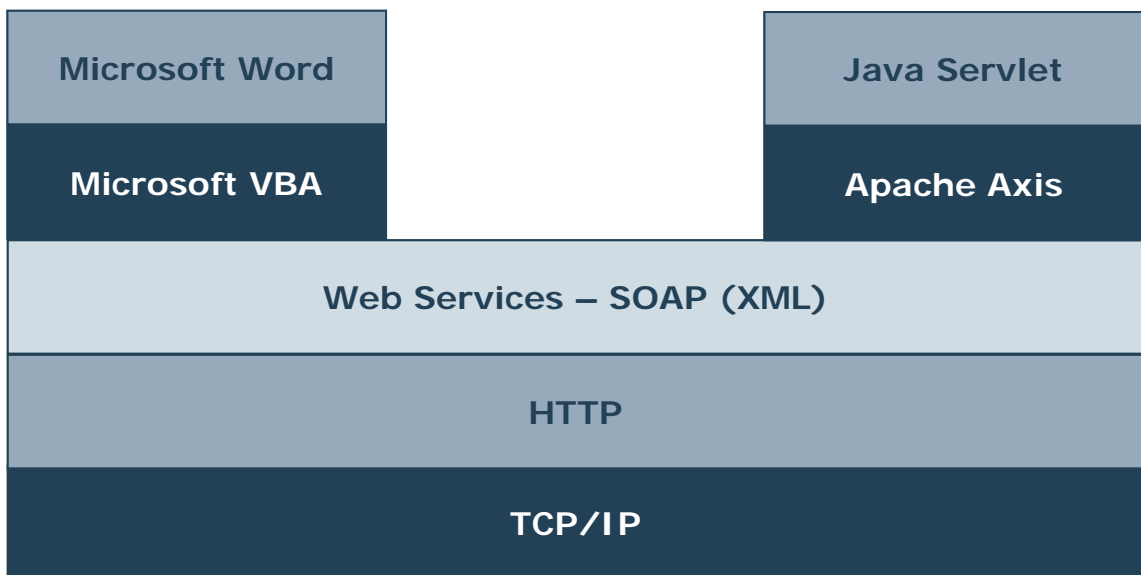 Microsoft Word
Java Servlet
Microsoft VBA
Apache Axis
Web Services – SOAP (XML)
HTTP
TCP/IP